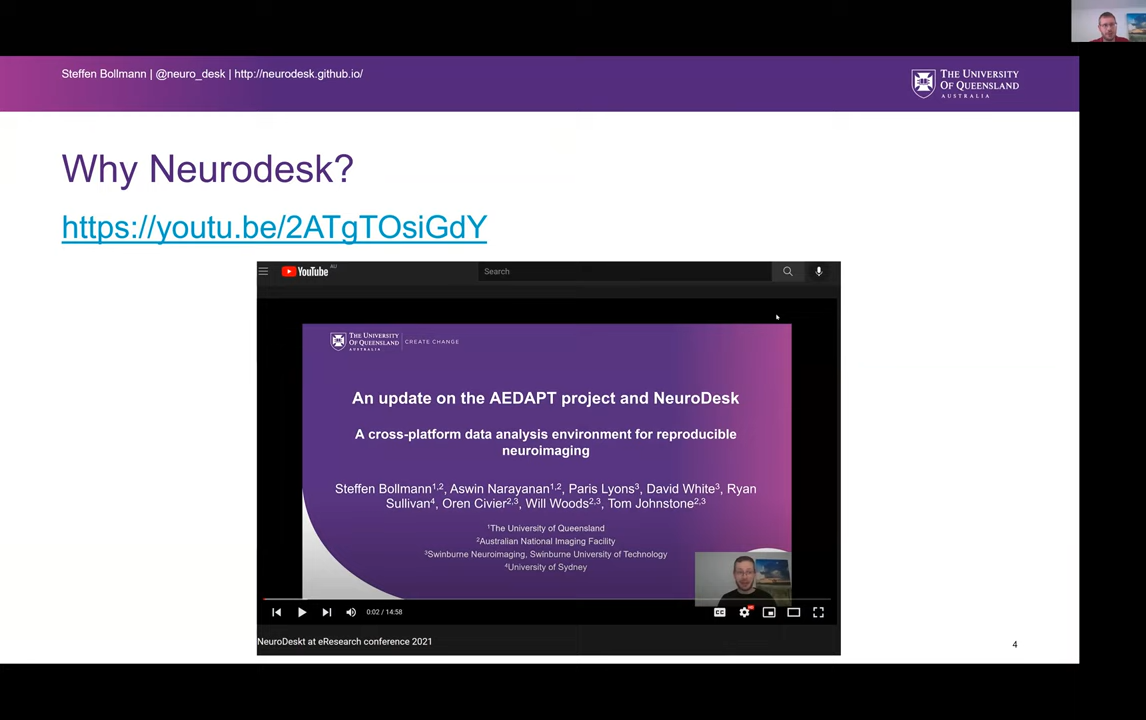 Steffen Bollmann | @neuro_desk | http://neurodesk.github.io/
THE UNIVERSITY
OF QUEENSLAND
AUSTRALIA
Why Neurodesk?
https://youtu.be/2ATgTOsiGdY
YouTube AU
Search
THE UNIVERSITY
OF QUEENSLAND
AUSTRALIA
CREATE CHANGE
An update on the AEDAPT project and NeuroDesk
A cross-platform data analysis environment for reproducible
neuroimaging
Steffen Bollmann1,2, Aswin Narayanan1,2, Paris Lyons3, David White3, Ryan
Sullivan4, Oren Civier2,3, Will Woods2,3, Tom Johnstone2,3
1The University of Queensland
2Australian National Imaging Facility
3Swinburne Neuroimaging, Swinburne University of Technology
4University of Sydney
0:02 / 14:58
CC
NeuroDeskt at eResearch conference 2021
4